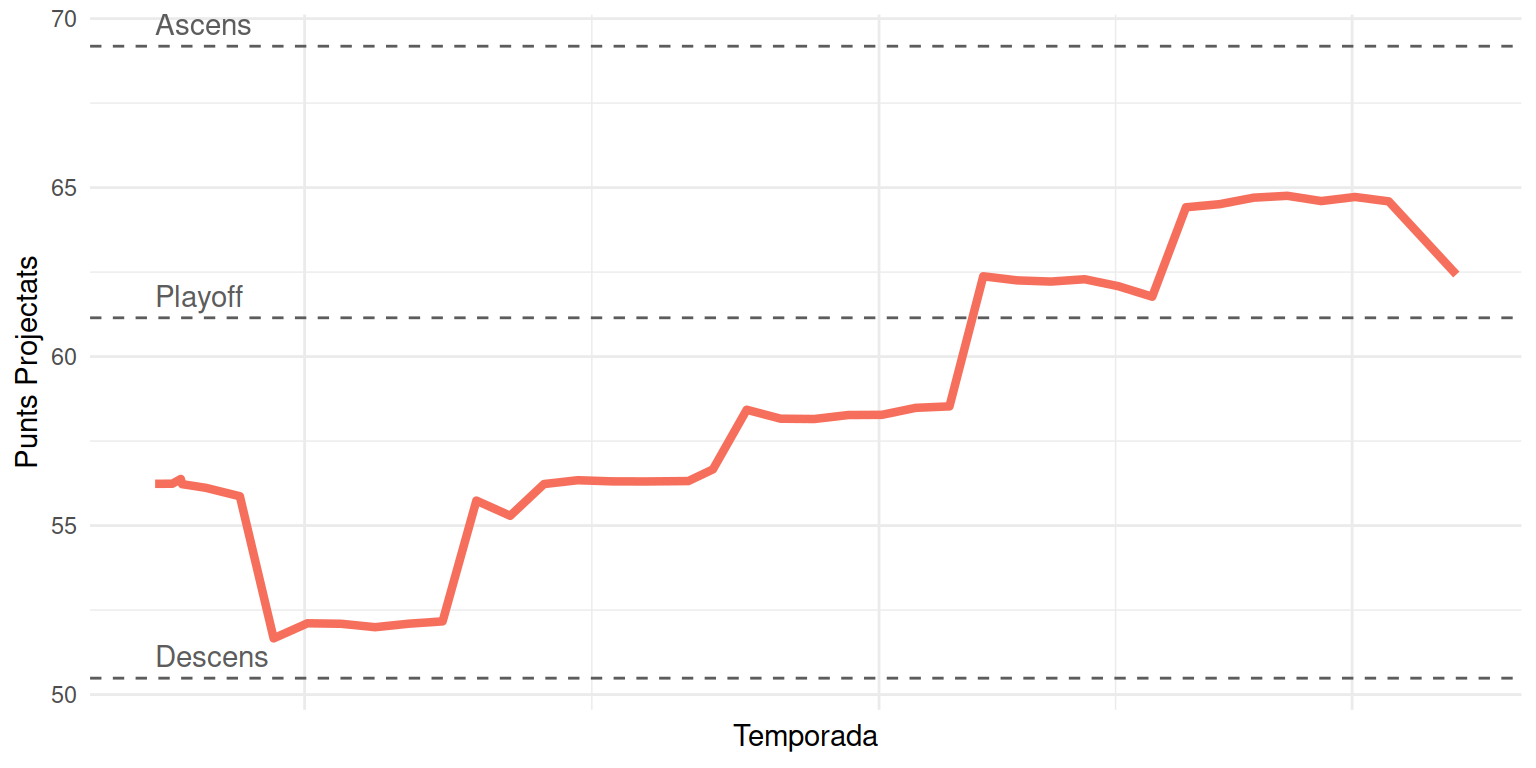 70
Ascens
65
Playoff
60
55
Descens
50
Punts Projectats
Temporada